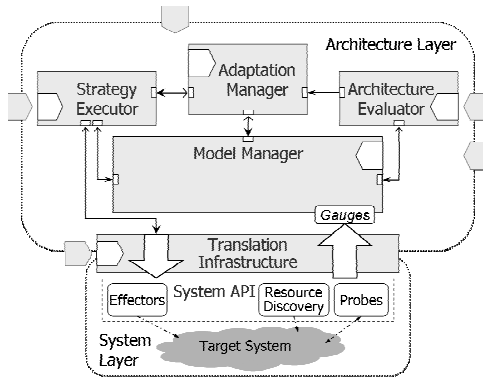 Architecture Layer
Strategy
Executor
Adaptation
Manager
Architecture
Evaluator
Model Manager
Gauges
Translation
Infrastructure
System API
Effectors
Resource
Discovery
Probes
System
Layer
Target System